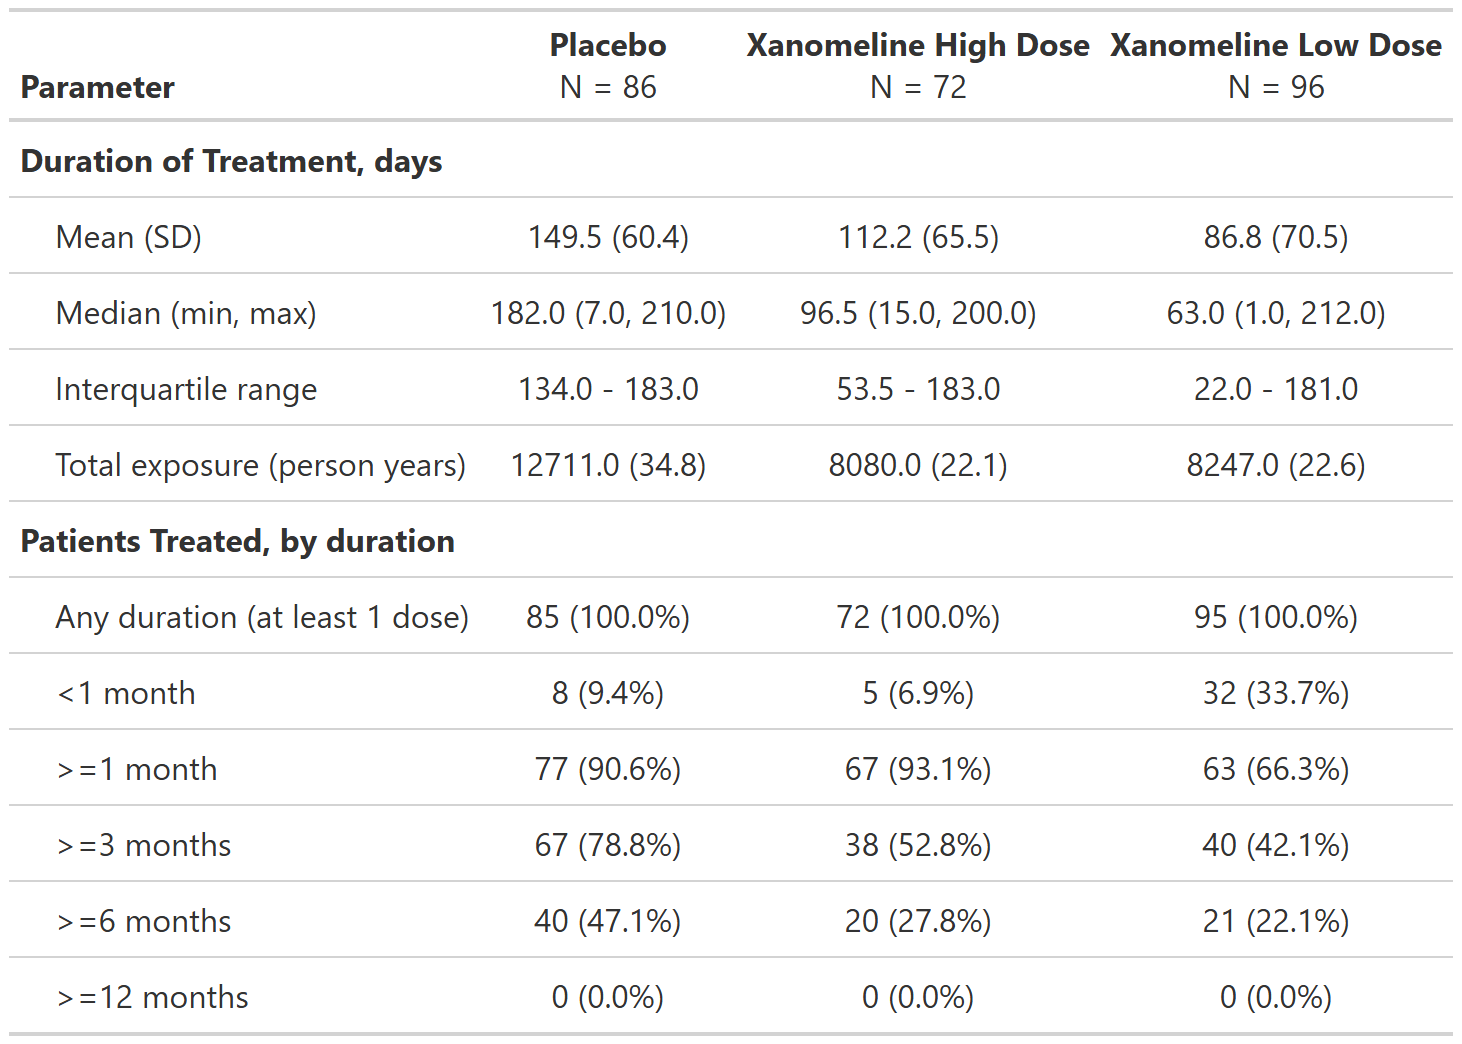 Placebo Xanomeline High Dose Xanomeline Low Dose
Parameter N = 86 N = 72 N = 96
Duration of Treatment, days
Mean (SD) 149.5 (60.4) 112.2 (65.5) 86.8 (70.5)
Median (min, max) 182.0 (7.0, 210.0) 96.5 (15.0, 200.0) 63.0 (1.0, 212.0)
Interquartile range 134.0 - 183.0 53.5 - 183.0 22.0 - 181.0
Total exposure (person years) 12711.0 (34.8) 8080.0 (22.1) 8247.0 (22.6)
Patients Treated, by duration
Any duration (at least 1 dose) 85 (100.0%) 72 (100.0%) 95 (100.0%)
<1 month 8 (9.4%) 5 (6.9%) 32 (33.7%)
>=1 month 77 (90.6%) 67 (93.1%) 63 (66.3%)
>=3 months 67 (78.8%) 38 (52.8%) 40 (42.1%)
>=6 months 40 (47.1%) 20 (27.8%) 21 (22.1%)
>=12 months 0 (0.0%) 0 (0.0%) 0 (0.0%)